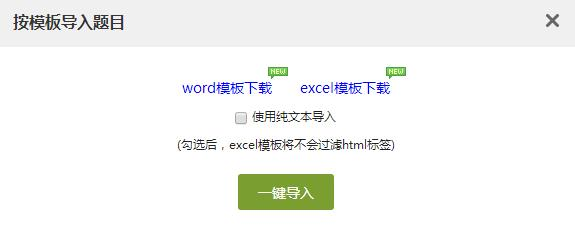 按模板导入题目
NEW NEW
word模板下载 excel模板下载
使用纯文本导入
(勾选后，excel模板将不会过滤html标签)
一键导入